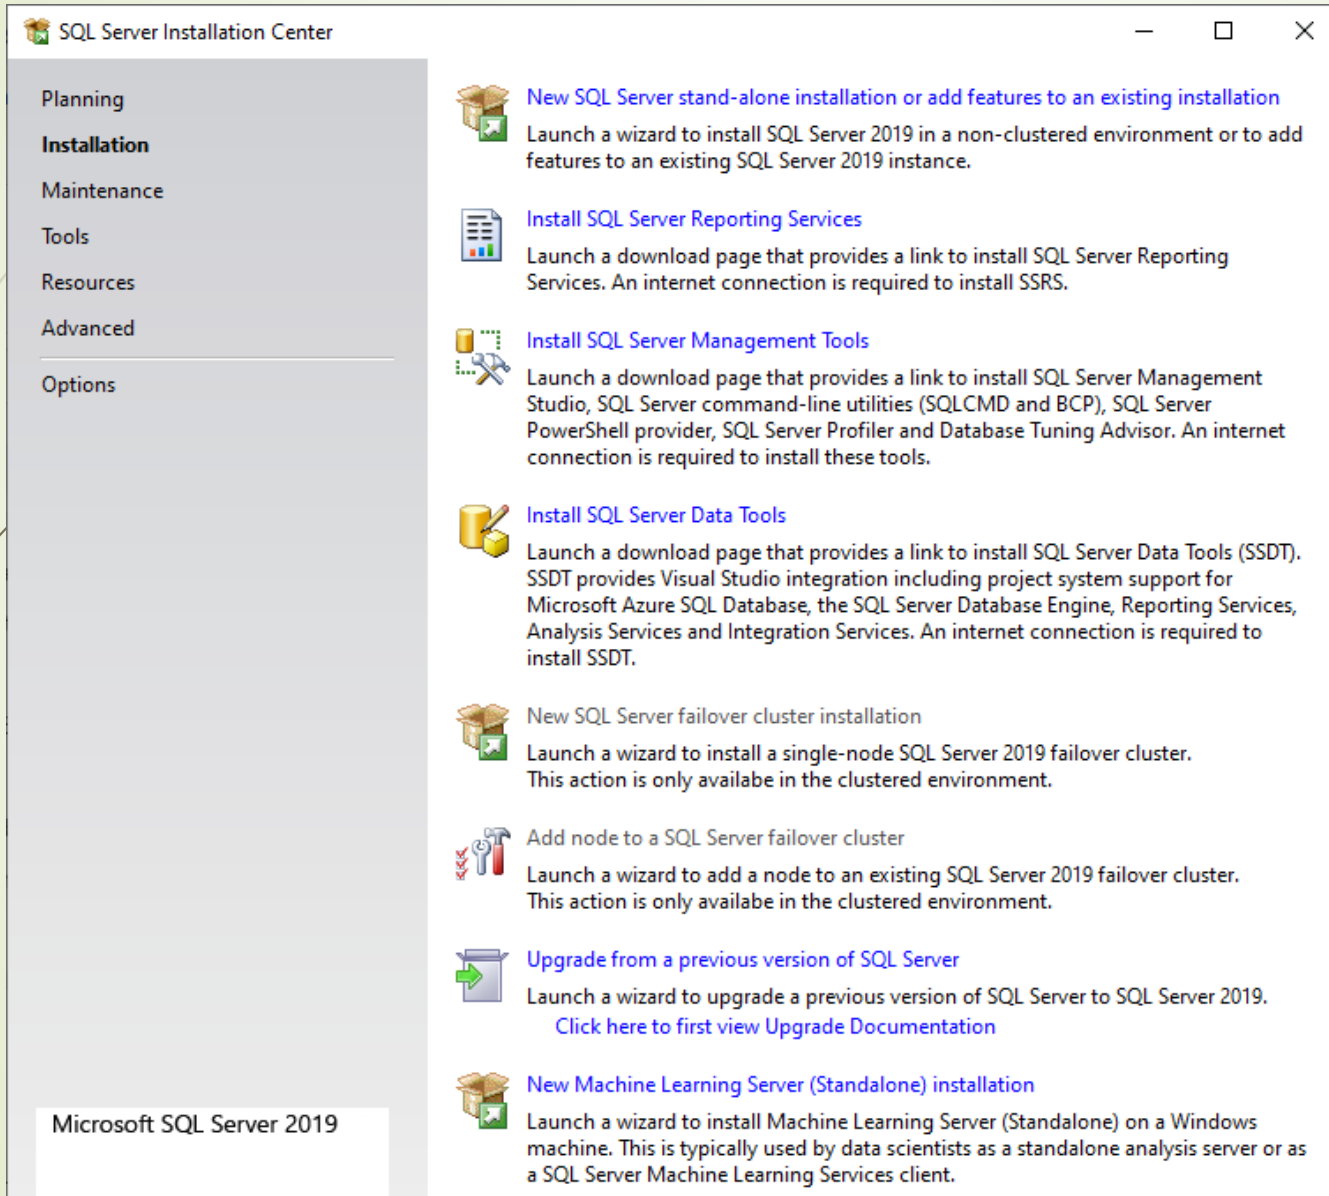 SQL Server Installation Center
Planning
Installation
Maintenance
Tools
Resources
Advanced
Options
Microsoft SQL Server 2019
New SQL Server stand-alone installation or add features to an existing installation
Launch a wizard to install SQL Server 2019 in a non-clustered environment or to add
features to an existing SQL Server 2019 instance.
Install SQL Server Reporting Services
Launch a download page that provides a link to install SQL Server Reporting
Services. An internet connection is required to install SSRS.
Install SQL Server Management Tools
Launch a download page that provides a link to install SQL Server Management
Studio, SQL Server command-line utilities (SQLCMD and BCP), SQL Server
PowerShell provider, SQL Server Profiler and Database Tuning Advisor. An internet
connection is required to install these tools.
Install SQL Server Data Tools
Launch a download page that provides a link to install SQL Server Data Tools (SSDT).
SSDT provides Visual Studio integration including project system support for
Microsoft Azure SQL Database, the SQL Server Database Engine, Reporting Services,
Analysis Services and Integration Services. An internet connection is required to
install SSDT.
New SQL Server failover cluster installation
Launch a wizard to install a single-node SQL Server 2019 failover cluster.
This action is only availabe in the clustered environment.
Add node to a SQL Server failover cluster
Launch a wizard to add a node to an existing SQL Server 2019 failover cluster.
This action is only availabe in the clustered environment.
Upgrade from a previous version of SQL Server
Launch a wizard to upgrade a previous version of SQL Server to SQL Server 2019.
Click here to first view Upgrade Documentation
New Machine Learning Server (Standalone) installation
Launch a wizard to install Machine Learning Server (Standalone) on a Windows
machine. This is typically used by data scientists as a standalone analysis server or as
a SQL Server Machine Learning Services client.